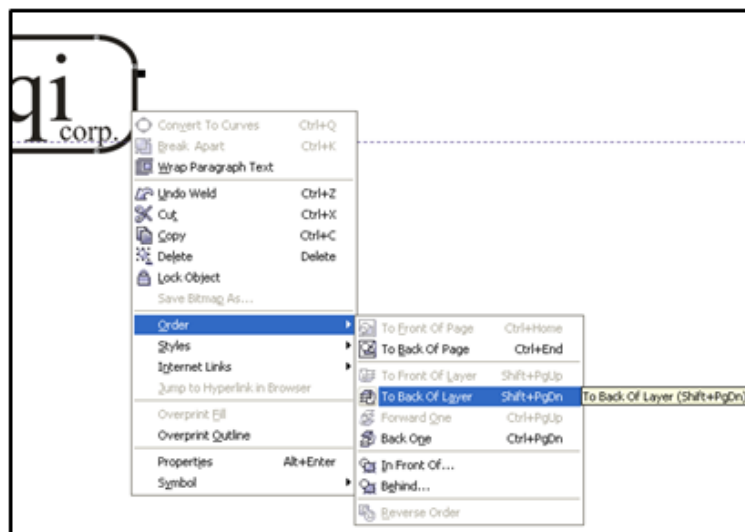 qi
corp.
Convert To Curves Ctrl+Q
Break Apart Ctrl+K
Wrap Paragraph Text
Undo Weld Ctrl+Z
Cut Ctrl+X
Copy Ctrl+C
Delete Delete
Lock Object
Save Bitmap As...
Order
Styles
Internet Links
Jump to Hyperlink in Browser
Overprint Fill
Overprint Outline
Properties Alt+Enter
Symbol
To Front Of Page Ctrl+Home
To Back Of Page Ctrl+End
To Front Of Layer Shift+PgUp
To Back Of Layer Shift+PgDn
To Back Of Layer (Shift+PgDn)
Forward One Ctrl+PgUp
Back One Ctrl+PgDn
In Front Of...
Behind...
Reverse Order